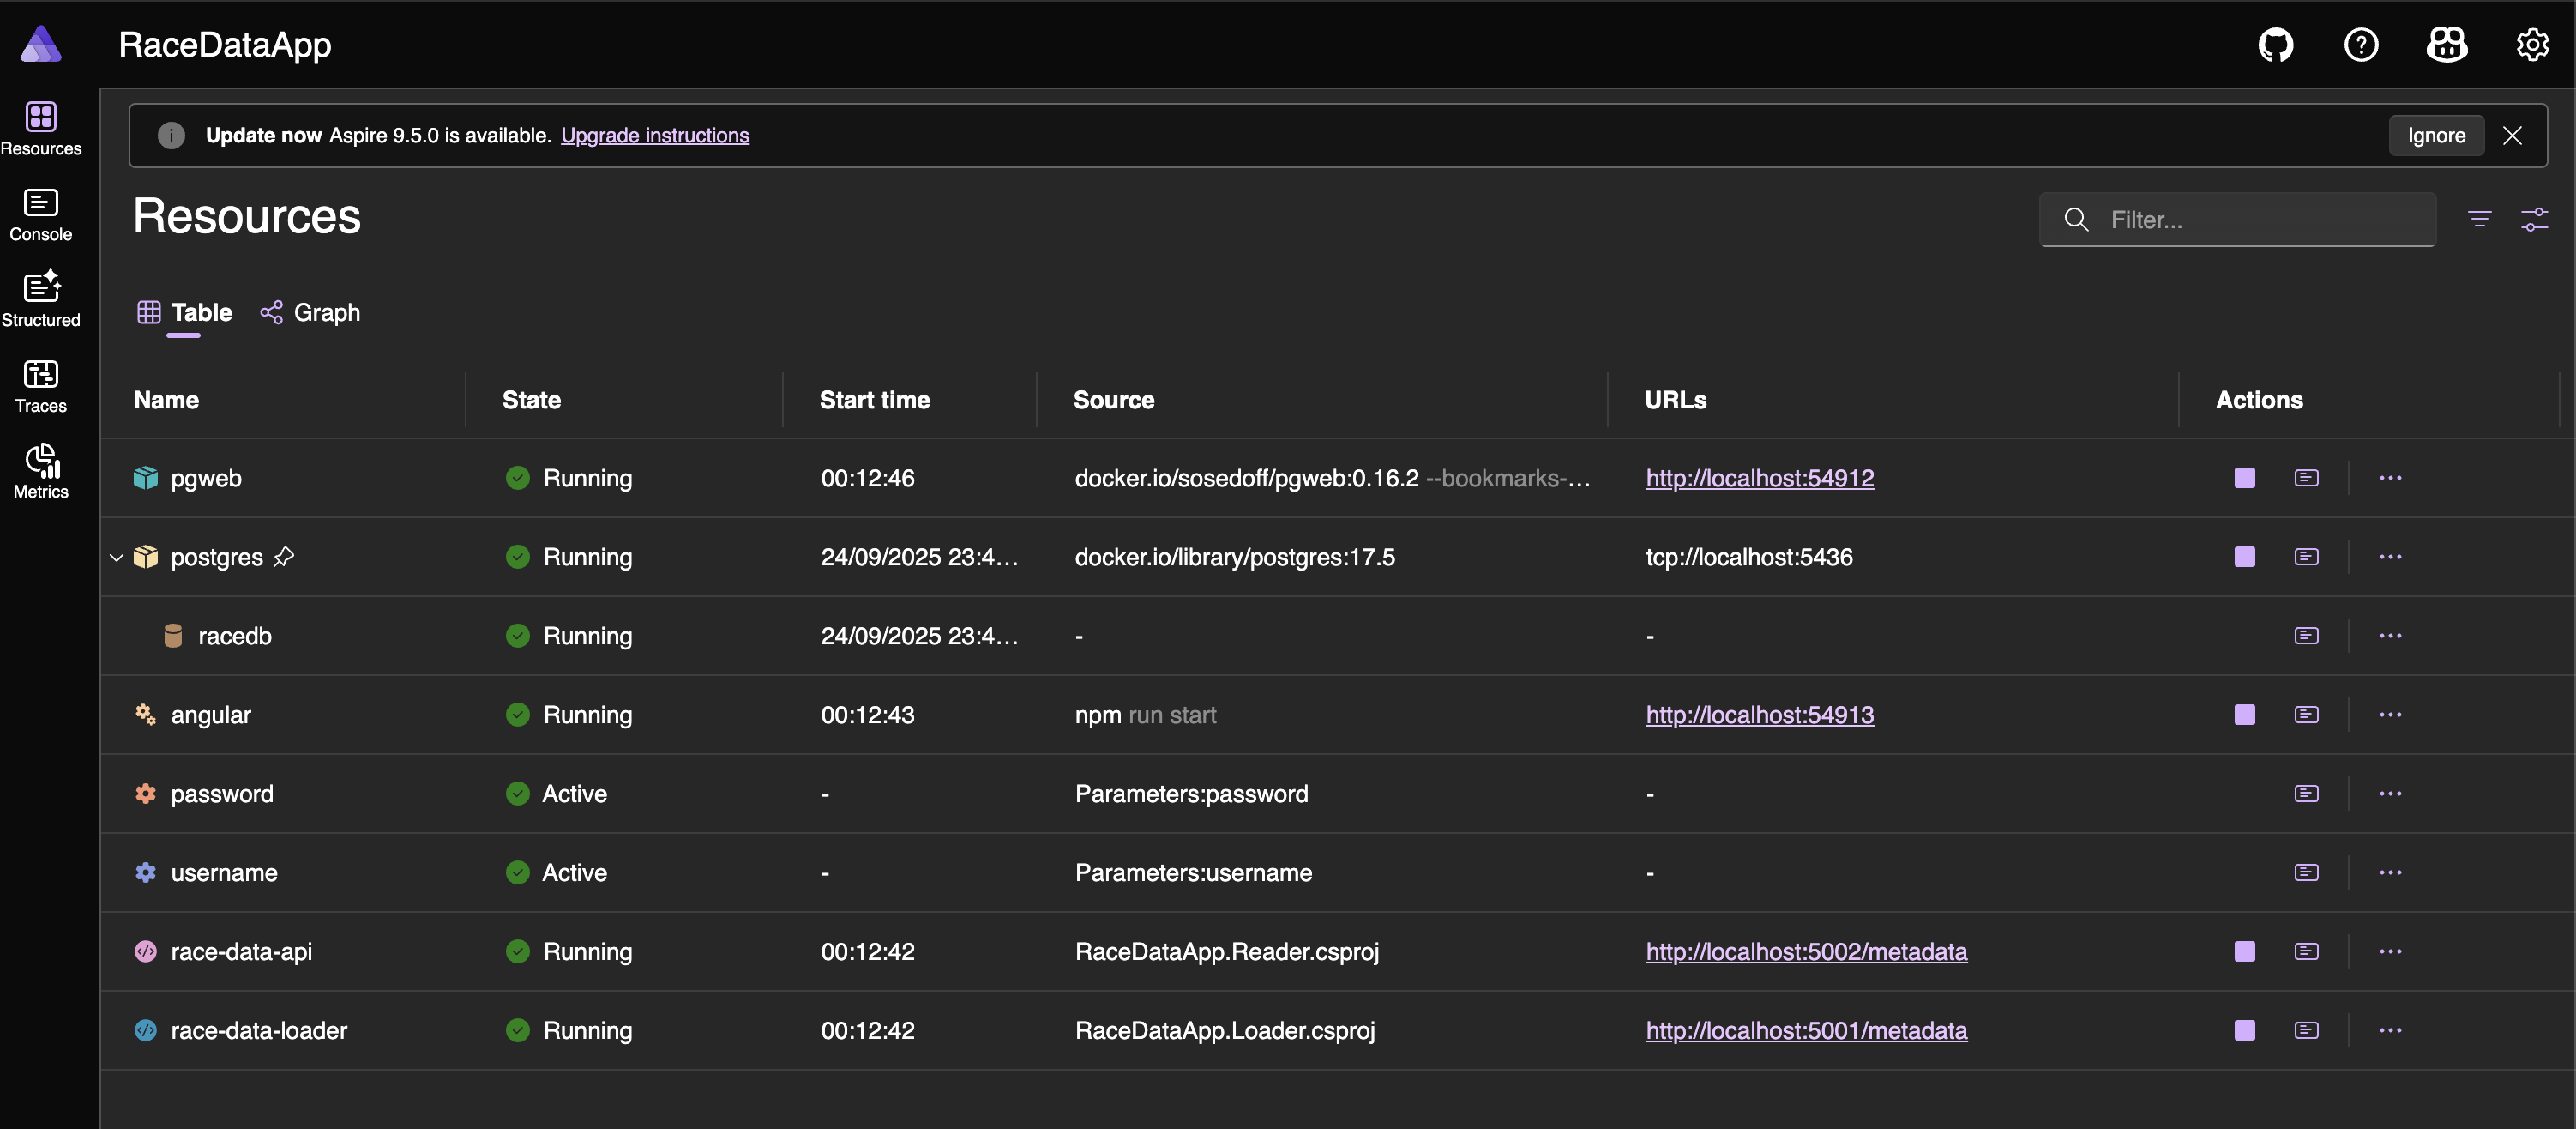 RaceDataApp
Update now Aspire 9.5.0 is available. Upgrade instructions
Ignore
Resources
Console
Structured
Traces
Metrics
Resources
Filter...
Table Graph
Name State Start time Source URLs Actions
pgweb Running 00:12:46 docker.io/sosedoff/pgweb:0.16.2 --bookmarks-... http://localhost:54912
postgres Running 24/09/2025 23:4... docker.io/library/postgres:17.5 tcp://localhost:5436
racedb Running 24/09/2025 23:4... - -
angular Running 00:12:43 npm run start http://localhost:54913
password Active - Parameters:password -
username Active - Parameters:username -
race-data-api Running 00:12:42 RaceDataApp.Reader.csproj http://localhost:5002/metadata
race-data-loader Running 00:12:42 RaceDataApp.Loader.csproj http://localhost:5001/metadata